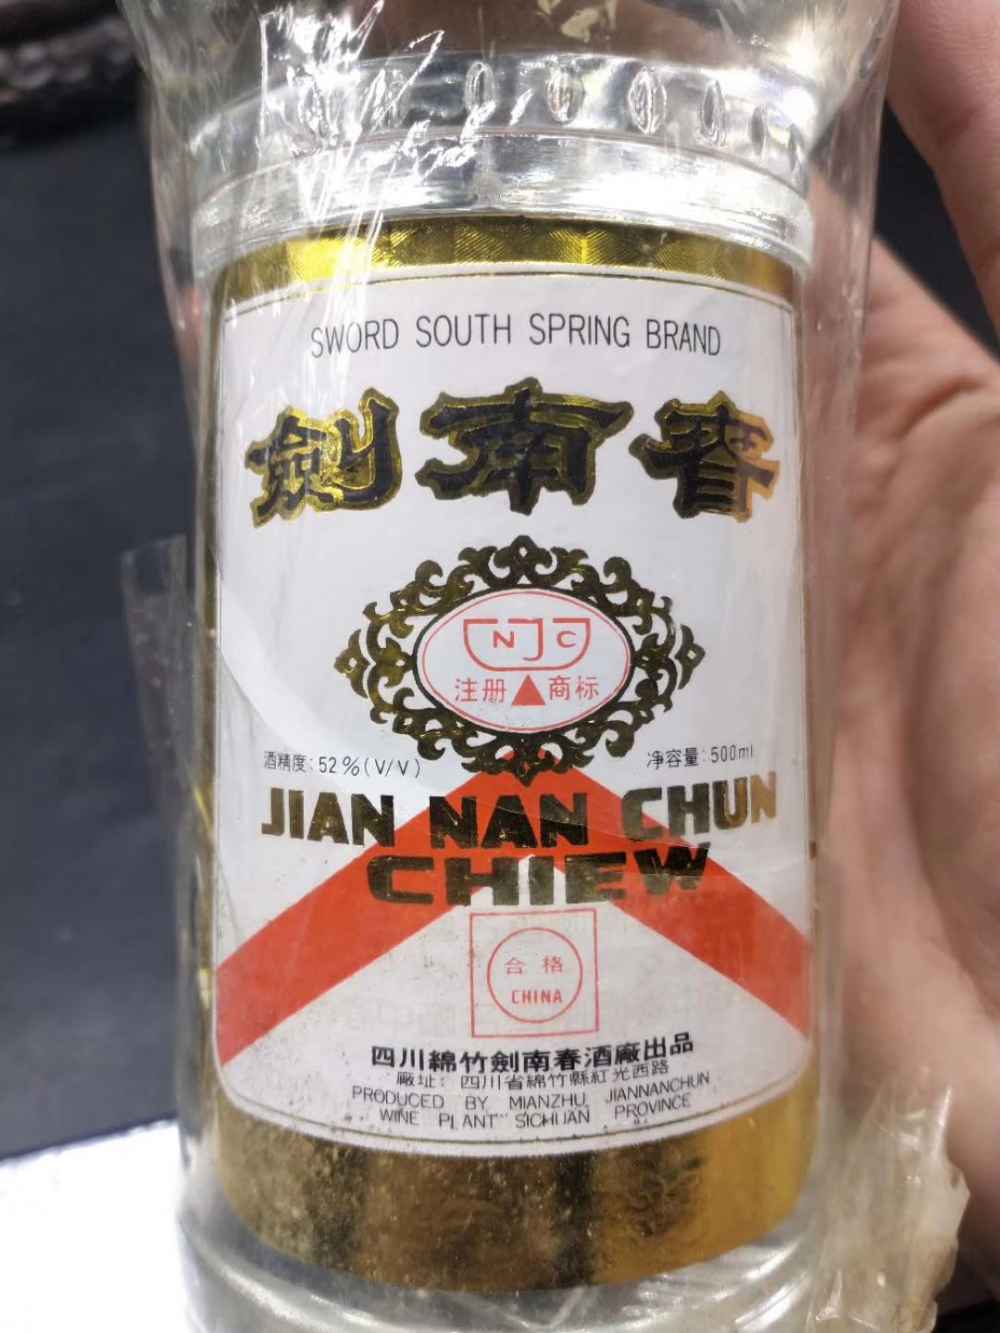 SWORD SOUTH SPRING BRAND
劍南春
NJC
注册▲商标
酒精度:52%(V/V)
净容量:500ml
JIAN NAN CHUN
CHIEW
合格
CHINA
四川綿竹劍南春酒廠出品
廠址:四川省綿竹縣紅光西路
PRODUCED BY MIANZHU, JIANNANCHUN
WINE PLANT SICHUAN PROVINCE